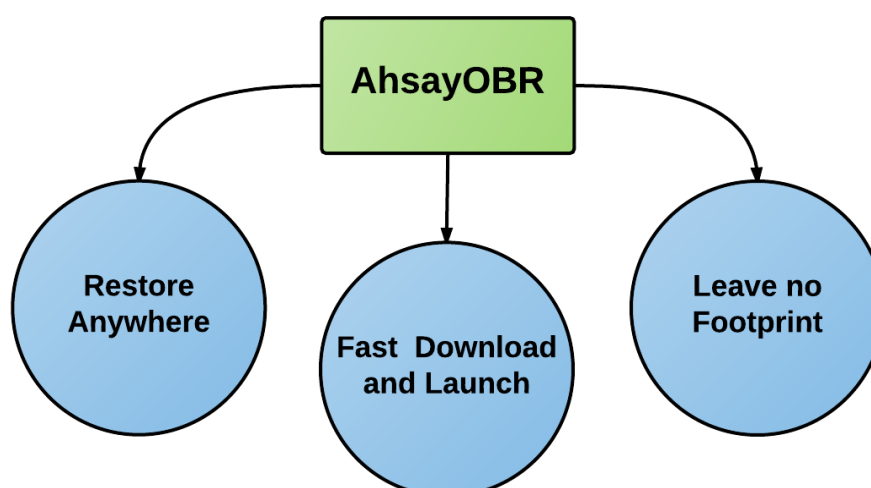 AhsayOBR
Restore
Anywhere
Fast  Download
and Launch
Leave no
Footprint